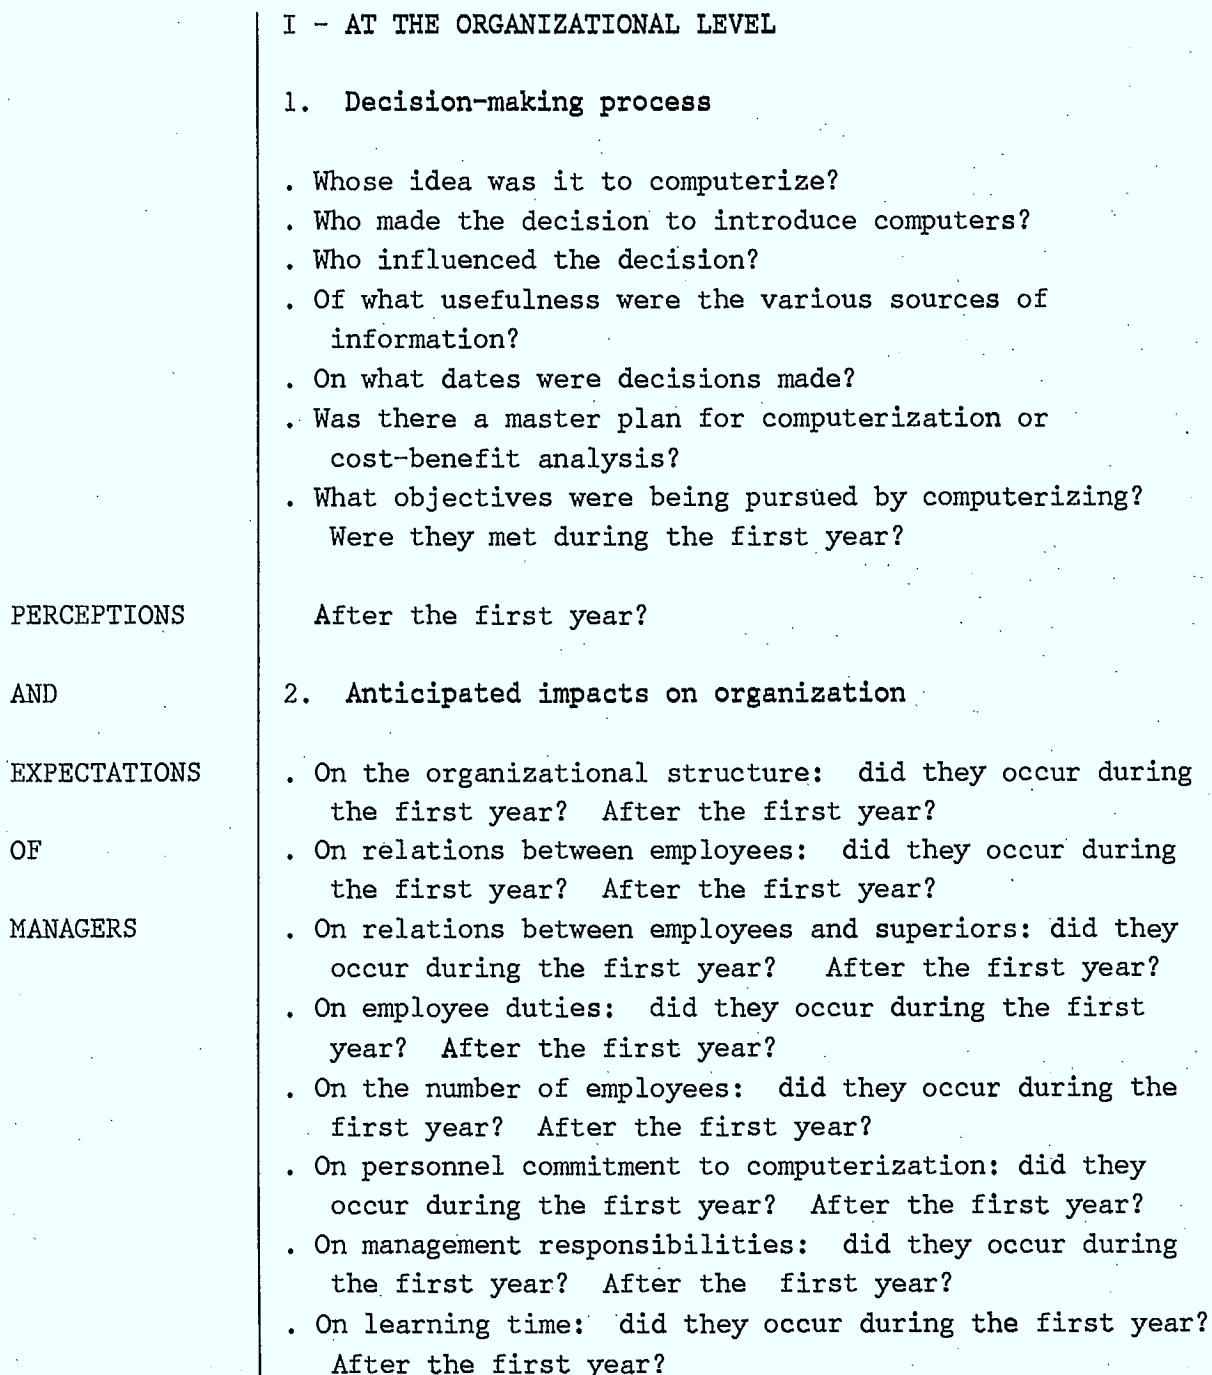 I - AT THE ORGANIZATIONAL LEVEL
1. Decision-making process
. Whose idea was it to computerize?
. Who made the decision to introduce computers?
. Who influenced the decision?
. Of what usefulness were the various sources of
information?
. On what dates were decisions made?
. Was there a master plan for computerization or
cost-benefit analysis?
. What objectives were being pursued by computerizing?
Were they met during the first year?
PERCEPTIONS After the first year?
AND 2. Anticipated impacts on organization
EXPECTATIONS . On the organizational structure: did they occur during
the first year? After the first year?
OF . On relations between employees: did they occur during
the first year? After the first year?
MANAGERS . On relations between employees and superiors: did they
occur during the first year? After the first year?
. On employee duties: did they occur during the first
year? After the first year?
. On the number of employees: did they occur during the
first year? After the first year?
. On personnel commitment to computerization: did they
occur during the first year? After the first year?
. On management responsibilities: did they occur during
the first year? After the first year?
. On learning time: did they occur during the first year?
After the first year?